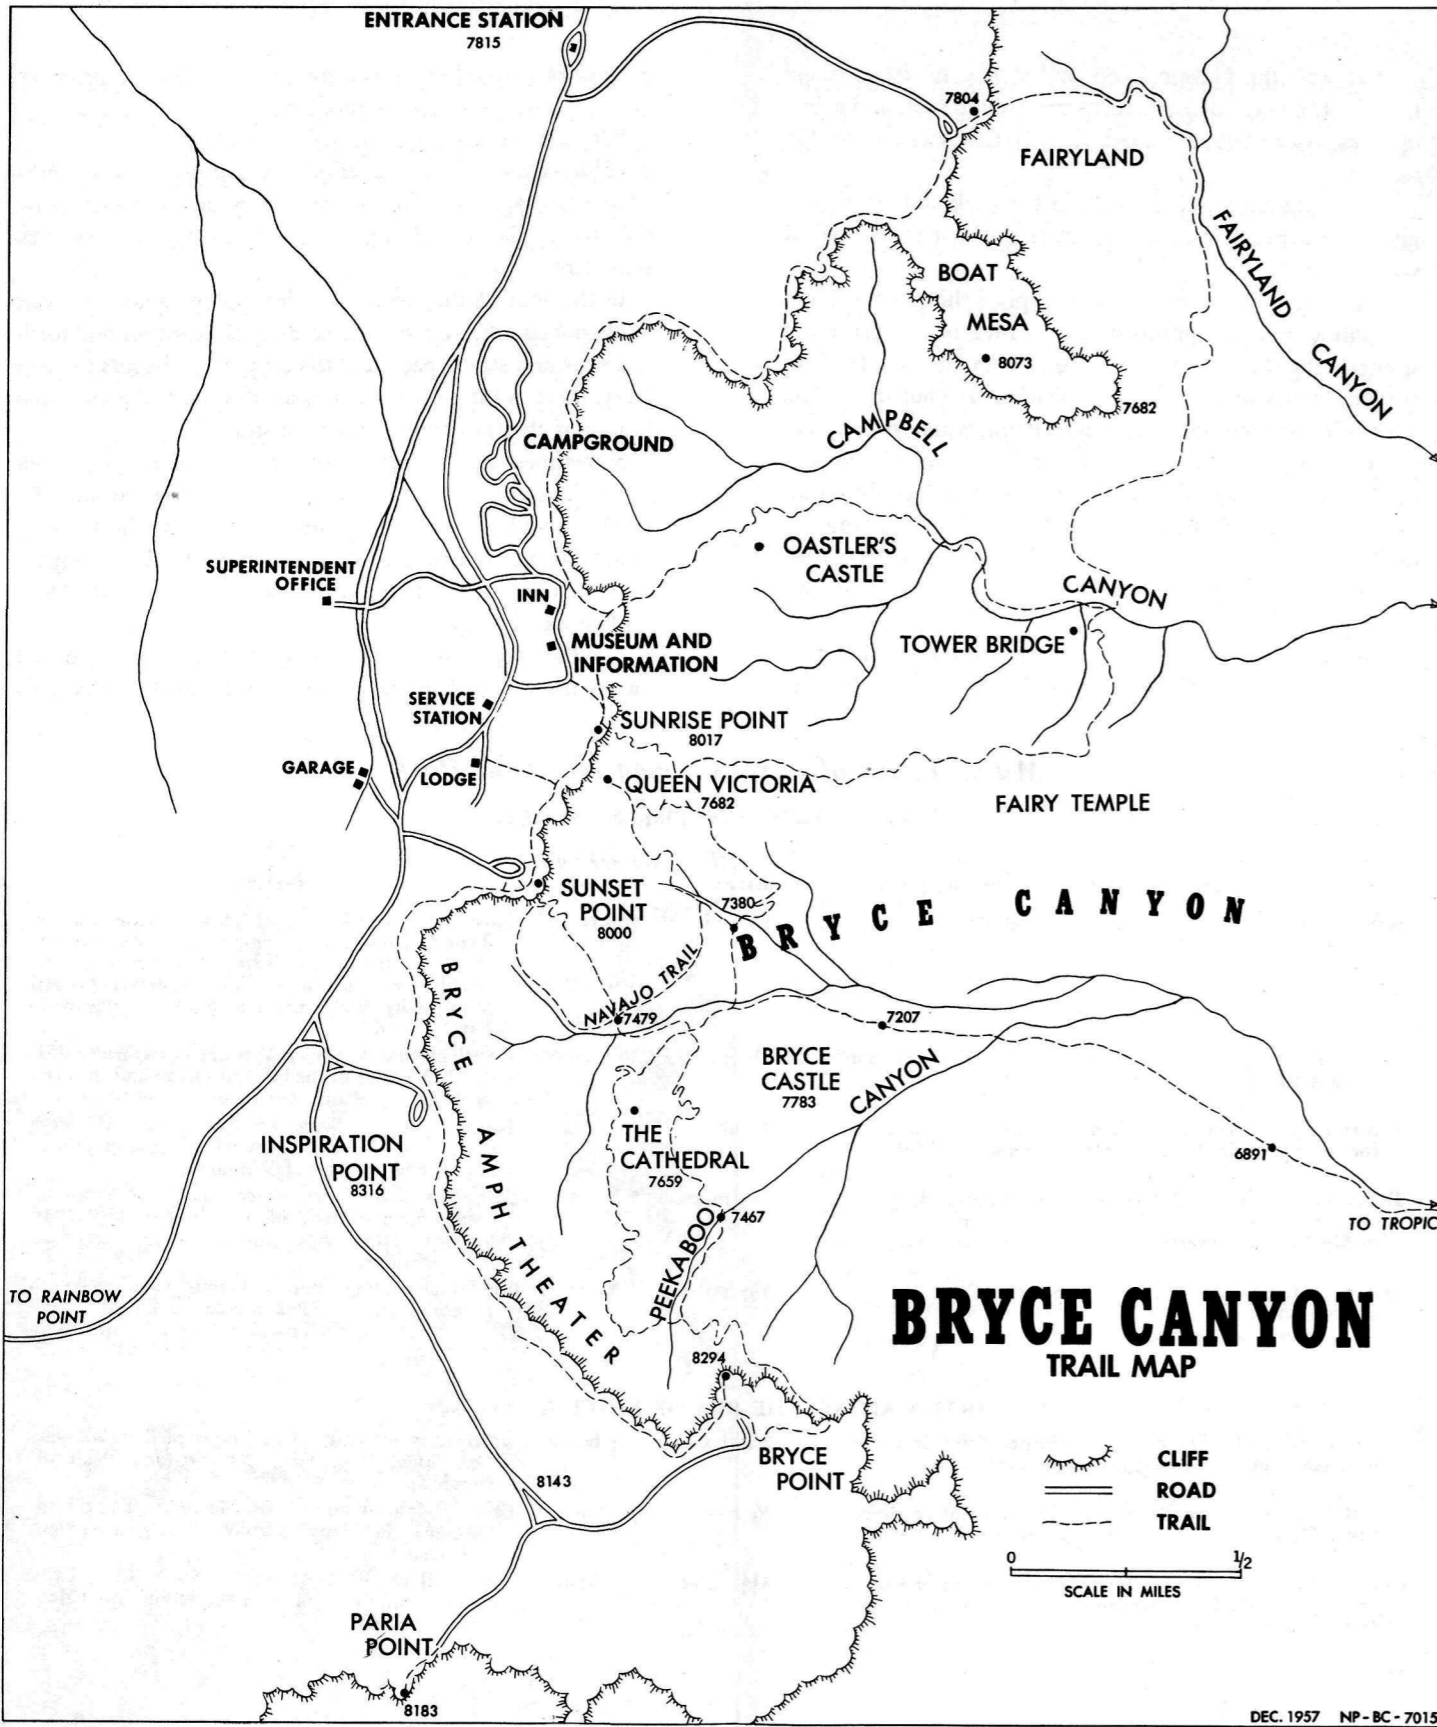 ENTRANCE STATION
7815
7804
FAIRYLAND
FAIRYLAND
CANYON
BOAT
MESA
8073
7682
CAMPBELL
CANYON
CAMPGROUND
OASTLER'S
CASTLE
SUPERINTENDENT
OFFICE
INN
MUSEUM AND
INFORMATION
TOWER BRIDGE
SERVICE
STATION
SUNRISE POINT
8017
GARAGE
LODGE
QUEEN VICTORIA
7682
FAIRY TEMPLE
SUNSET
POINT
8000
7380
BRYCE CANYON
NAVAJO TRAIL
7479
7207
BRYCE
AMPH THEATER
BRYCE
CASTLE
7783
PEEKABOO
CANYON
INSPIRATION
POINT
8316
THE
CATHEDRAL
7659
7467
6891
TO TROPIC
TO RAINBOW
POINT
8294
BRYCE
POINT
8143
PARIA
POINT
8183
BRYCE CANYON
TRAIL MAP
CLIFF
ROAD
TRAIL
0 1/2
SCALE IN MILES
DEC. 1957 NP-BC-7015